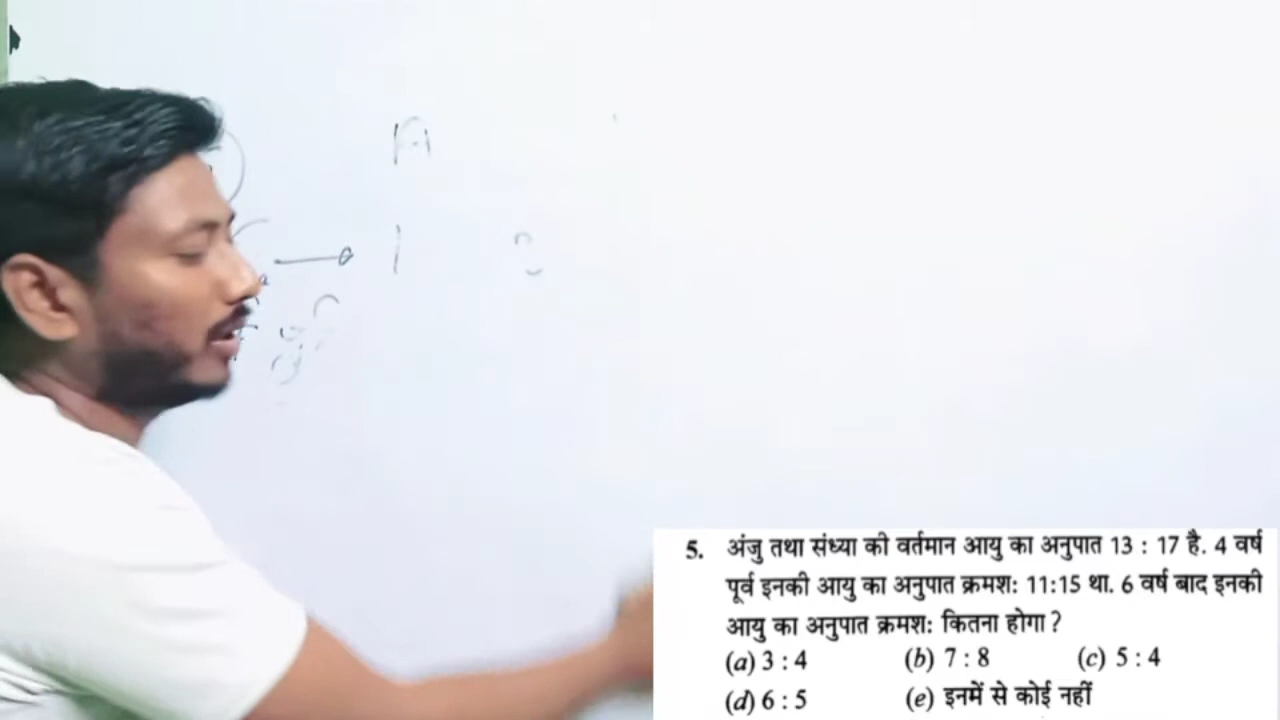 A
1
5. अंजु तथा संध्या की वर्तमान आयु का अनुपात 13 : 17 है. 4 वर्ष
पूर्व इनकी आयु का अनुपात क्रमशः 11:15 था. 6 वर्ष बाद इनकी
आयु का अनुपात क्रमशः कितना होगा ?
(a) 3 : 4 (b) 7 : 8 (c) 5 : 4
(d) 6 : 5 (e) इनमें से कोई नहीं